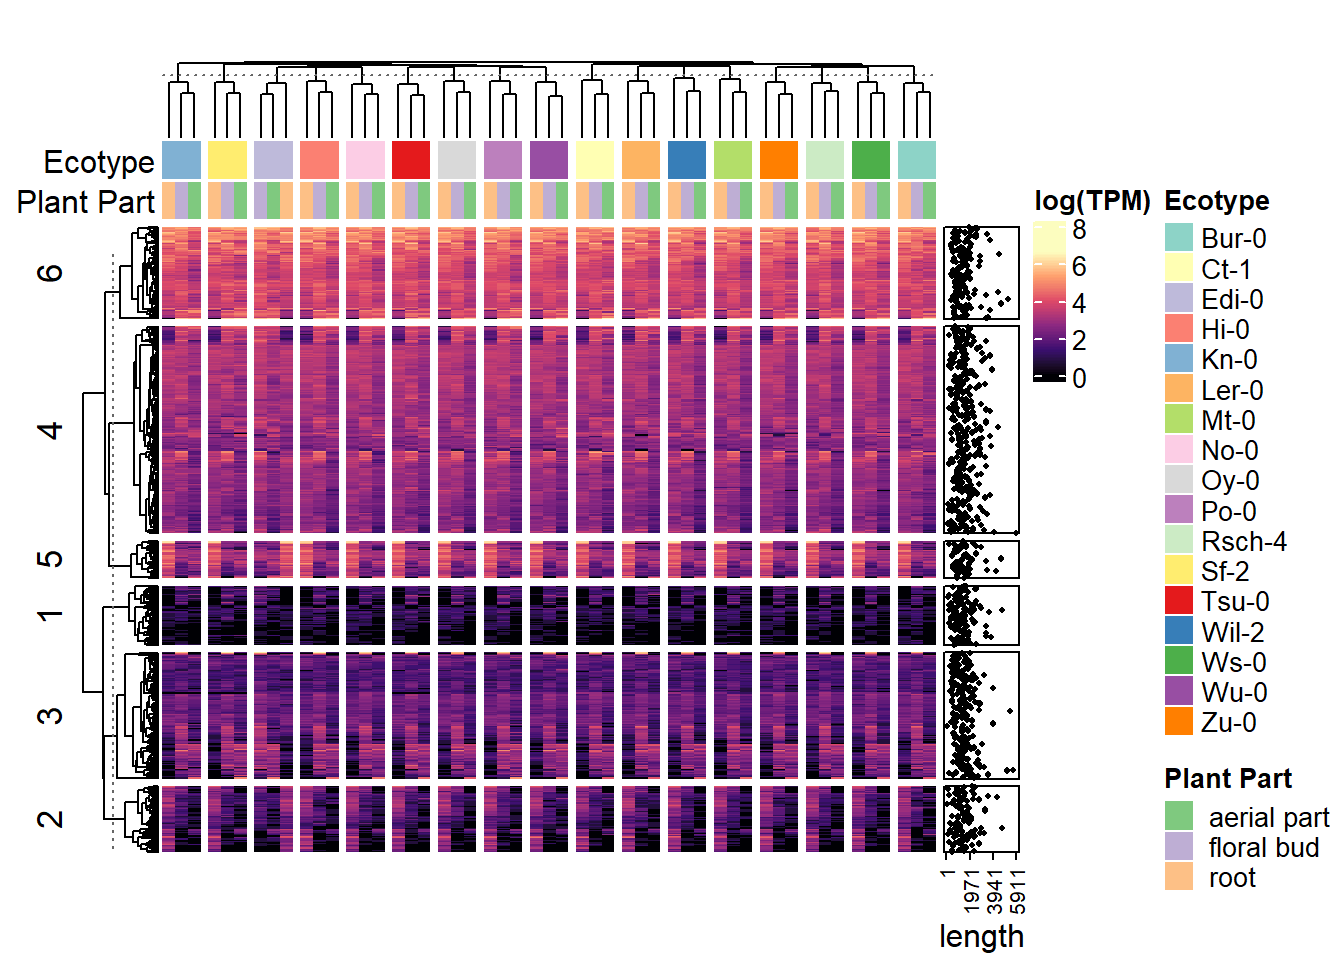 Ecotype
Plant Part
6
4
5
1
3
2
1
1971
3941
5911
length
log(TPM)
8
6
4
2
0
Ecotype
Bur-0
Ct-1
Edi-0
Hi-0
Kn-0
Ler-0
Mt-0
No-0
Oy-0
Po-0
Rsch-4
Sf-2
Tsu-0
Wil-2
Ws-0
Wu-0
Zu-0
Plant Part
aerial part
floral bud
root